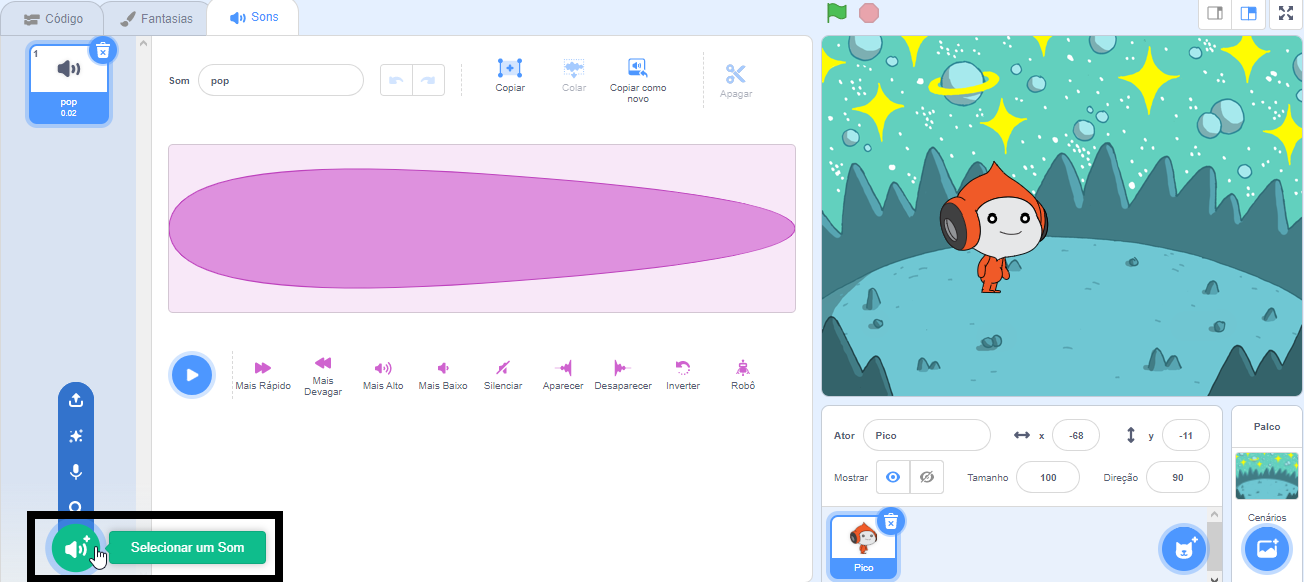 Código
Fantasias
Sons
1
pop
0.02
Som
pop
Copiar
Colar
Copiar como
novo
Apagar
Mais Rápido
Mais
Devagar
Mais Alto
Mais Baixo
Silenciar
Aparecer
Desaparecer
Inverter
Robô
Selecionar um Som
Ator
Pico
x
-68
y
-11
Mostrar
Tamanho
100
Direção
90
Pico
Palco
Cenários